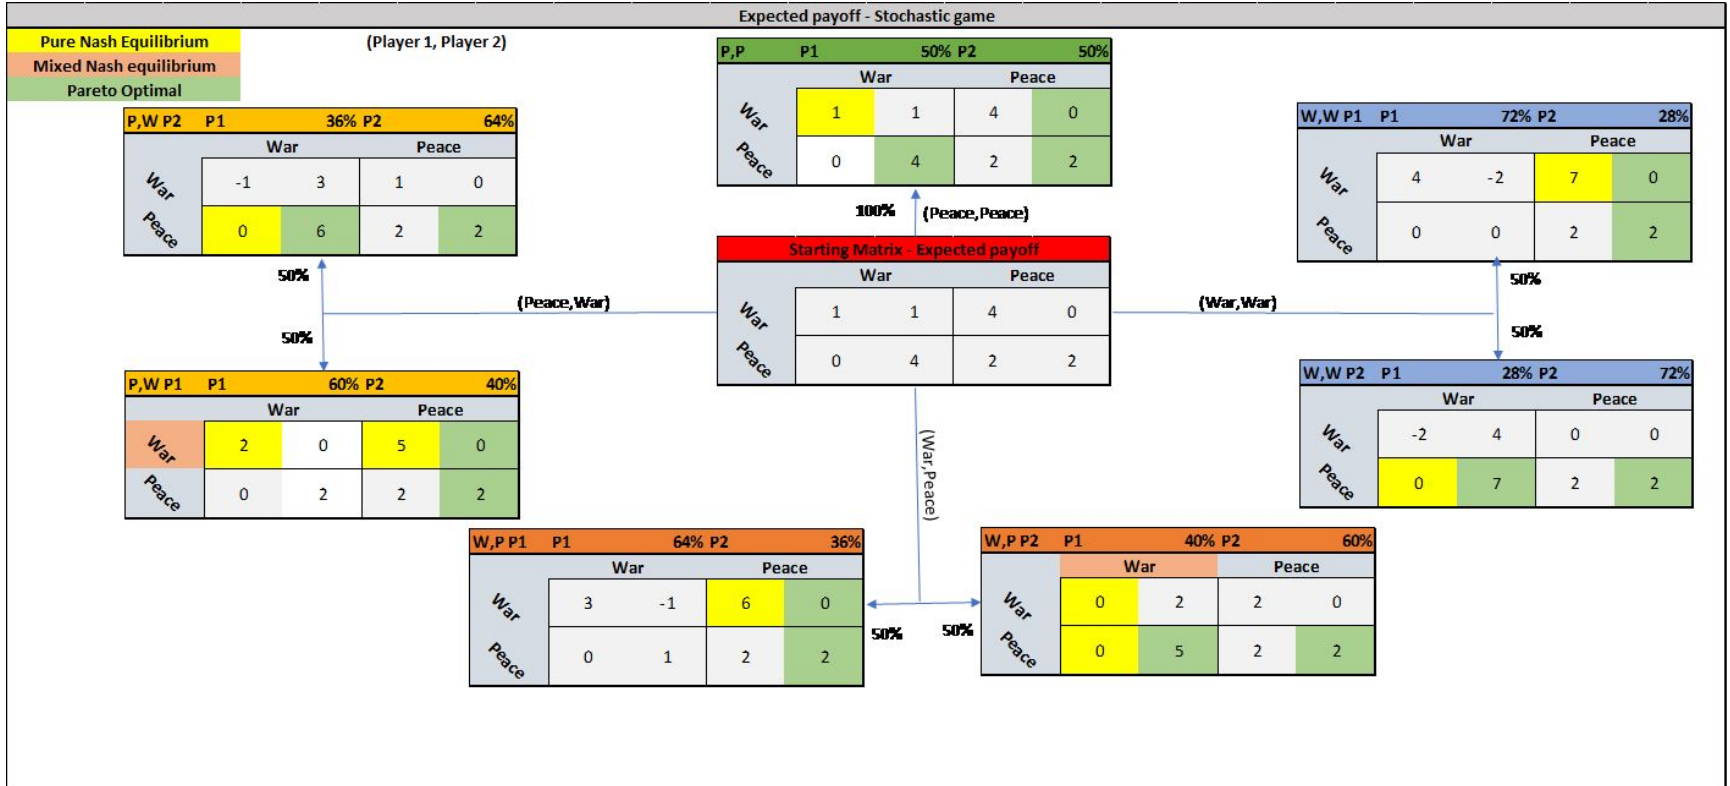 Expected payoff - Stochastic game
Pure Nash Equilibrium
(Player 1, Player 2)
Mixed Nash equilibrium
Pareto Optimal
P,P P1 50% P2 50%
War Peace
War 1 1 4 0
Peace 0 4 2 2
P,W P2 P1 36% P2 64%
War Peace
War -1 3 1 0
Peace 0 6 2 2
W,W P1 P1 72% P2 28%
War Peace
War 4 -2 7 0
Peace 0 0 2 2
100% (Peace,Peace)
Starting Matrix - Expected payoff
War Peace
War 1 1 4 0
Peace 0 4 2 2
50%
(Peace,War)
50%
50%
(War,War)
50%
P,W P1 P1 60% P2 40%
War Peace
War 2 0 5 0
Peace 0 2 2 2
W,W P2 P1 28% P2 72%
War Peace
War -2 4 0 0
Peace 0 7 2 2
(War,Peace)
W,P P1 P1 64% P2 36%
War Peace
War 3 -1 6 0
Peace 0 1 2 2
50% 50%
W,P P2 P1 40% P2 60%
War Peace
War 0 2 2 0
Peace 0 5 2 2